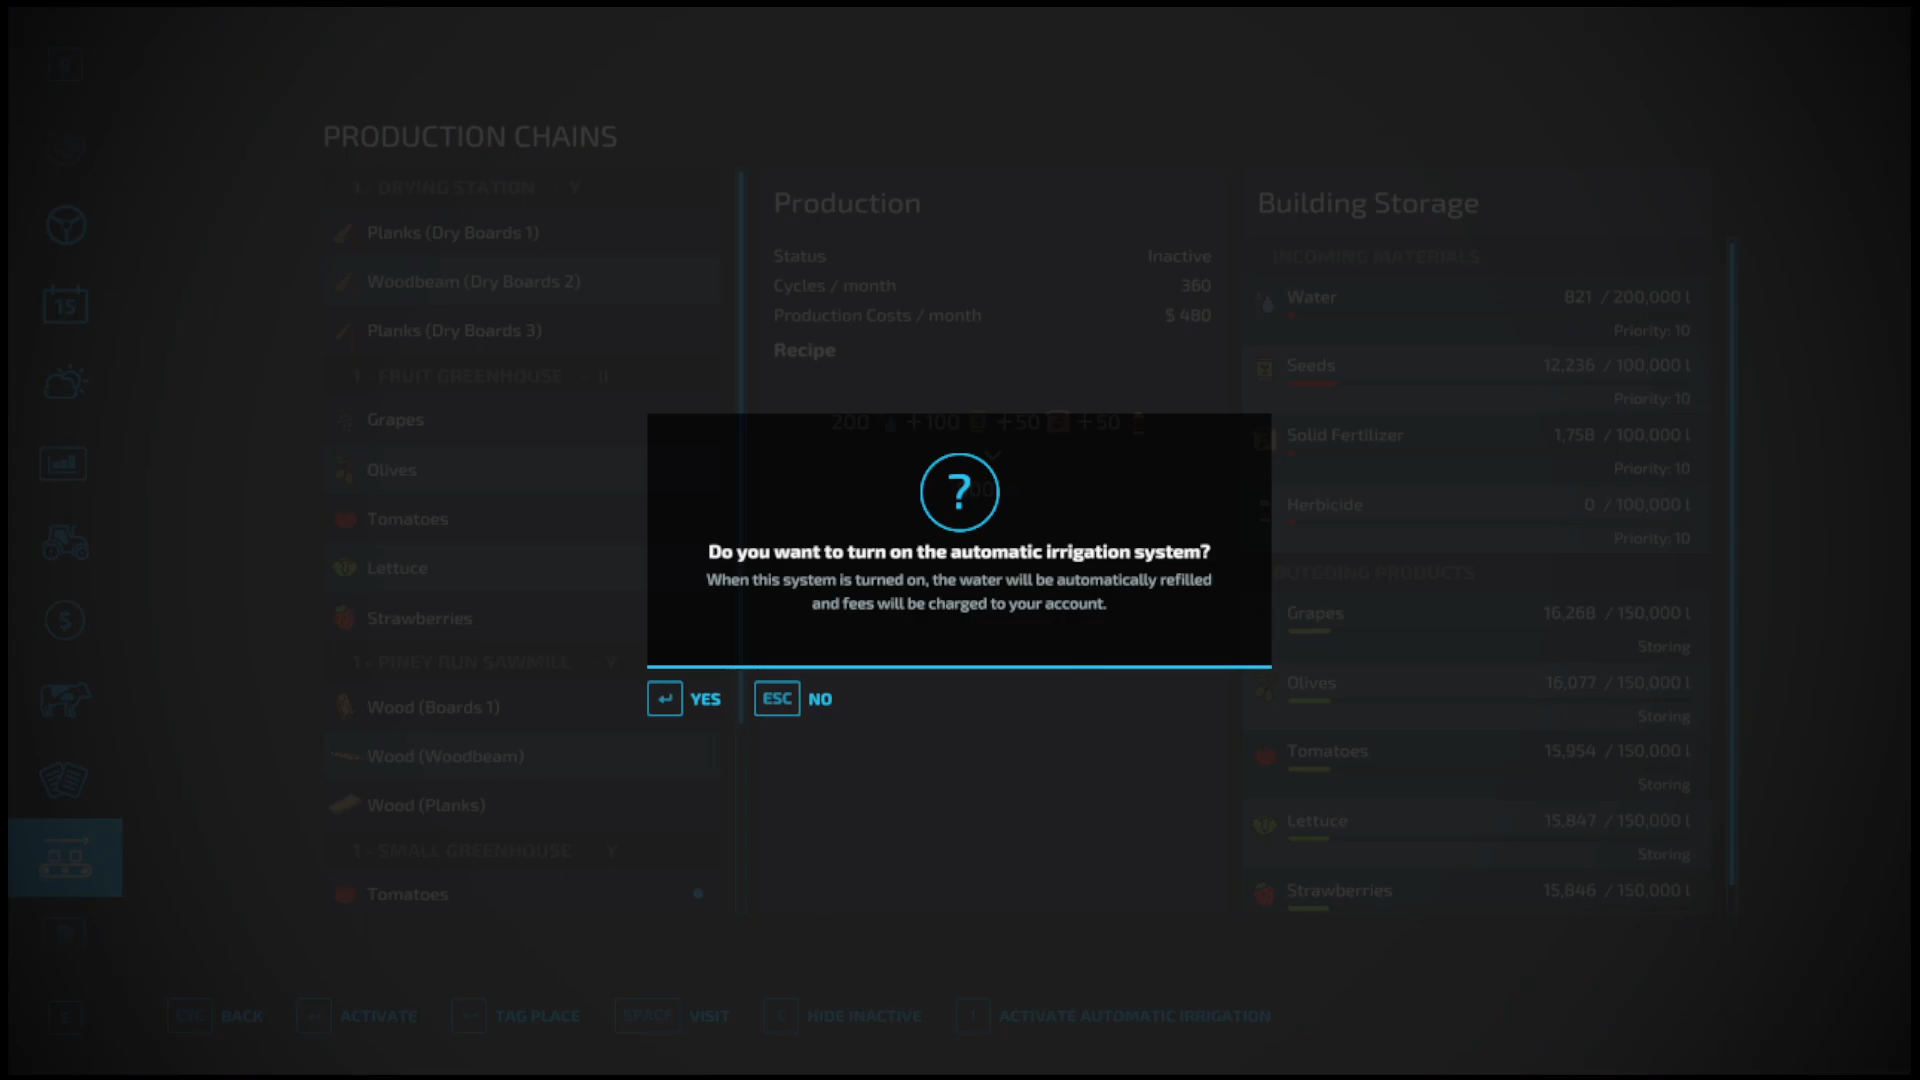 PRODUCTION CHAINS
1 - DRYING STATION
Planks (Dry Boards 1)
Woodbeam (Dry Boards 2)
Planks (Dry Boards 3)
1 - FRUIT GREENHOUSE
Grapes
Olives
Tomatoes
Lettuce
Strawberries
1 - PINEY RUN SAWMILL
Wood (Boards 1)
Wood (Woodbeam)
Wood (Planks)
1 - SMALL GREENHOUSE
Tomatoes
Production
Status Inactive
Cycles / month 360
Production Costs / month $ 480
Recipe
200 +100 +50 +50
Do you want to turn on the automatic irrigation system?
When this system is turned on, the water will be automatically refilled
and fees will be charged to your account.
YES ESC NO
Building Storage
INCOMING MATERIALS
Water 821 / 200,000 l
Priority: 10
Seeds 12,236 / 100,000 l
Priority: 10
Solid Fertilizer 1,758 / 100,000 l
Priority: 10
Herbicide 0 / 100,000 l
Priority: 10
OUTGOING PRODUCTS
Grapes 16,268 / 150,000 l
Storing
Olives 16,077 / 150,000 l
Storing
Tomatoes 15,954 / 150,000 l
Storing
Lettuce 15,847 / 150,000 l
Storing
Strawberries 15,846 / 150,000 l
15
$
ESC BACK ACTIVATE TAG PLACE SPACE VISIT HIDE INACTIVE ACTIVATE AUTOMATIC IRRIGATION